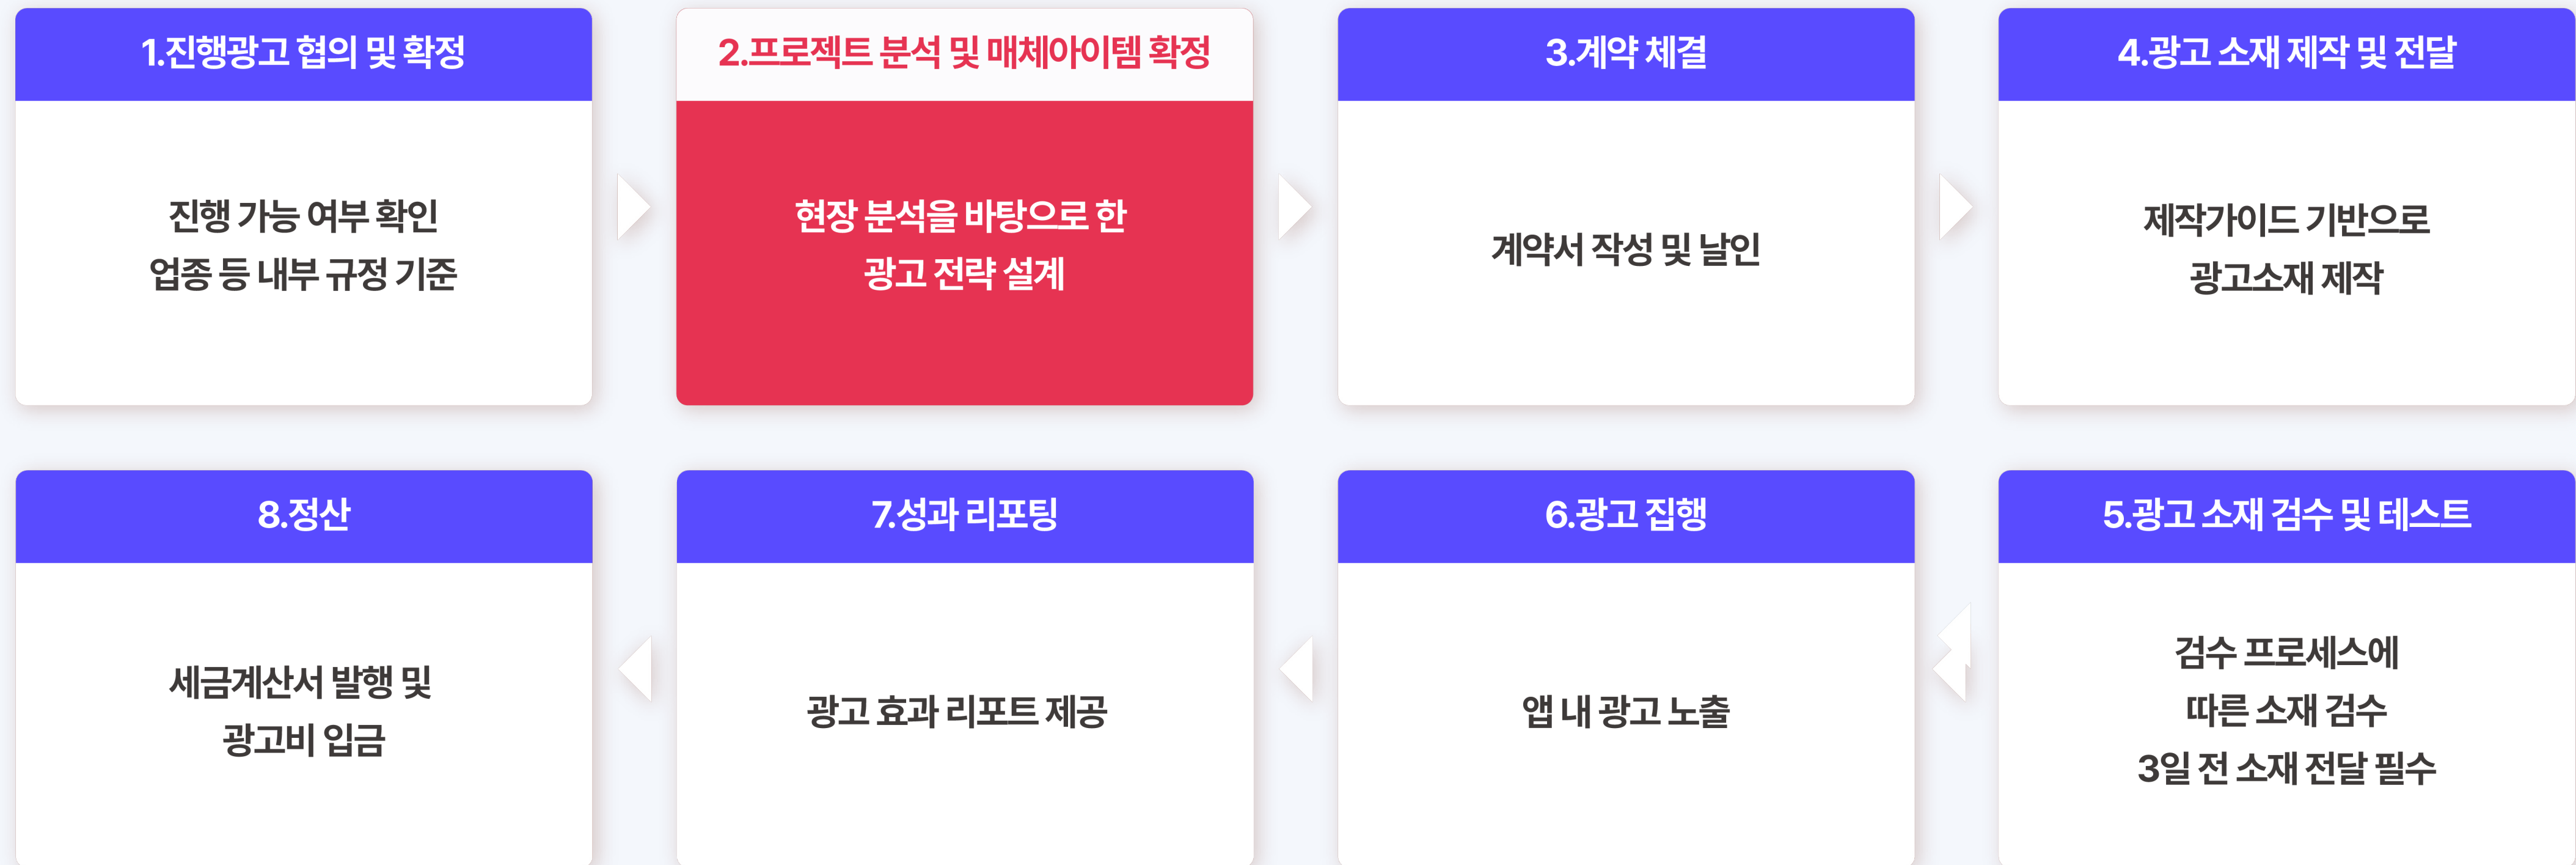 1.진행광고 협의 및 확정
진행 가능 여부 확인
업종 등 내부 규정 기준
2.프로젝트 분석 및 매체아이템 확정
현장 분석을 바탕으로 한
광고 전략 설계
3.계약 체결
계약서 작성 및 날인
4.광고 소재 제작 및 전달
제작가이드 기반으로
광고소재 제작
5.광고 소재 검수 및 테스트
검수 프로세스에
따른 소재 검수
3일 전 소재 전달 필수
6.광고 집행
앱 내 광고 노출
7.성과 리포팅
광고 효과 리포트 제공
8.정산
세금계산서 발행 및
광고비 입금